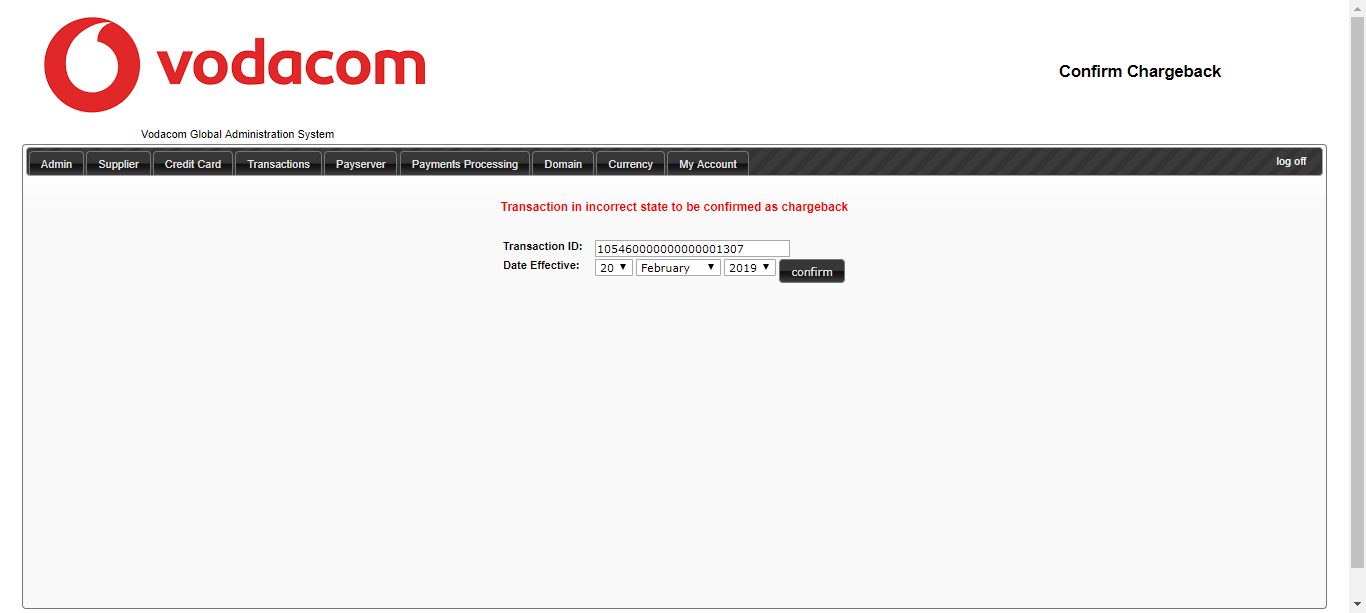 vodacom
Confirm Chargeback
Vodacom Global Administration System
Admin Supplier Credit Card Transactions Payserver Payments Processing Domain Currency My Account log off
Transaction in incorrect state to be confirmed as chargeback
Transaction ID: 105460000000000001307
Date Effective: 20 February 2019 confirm